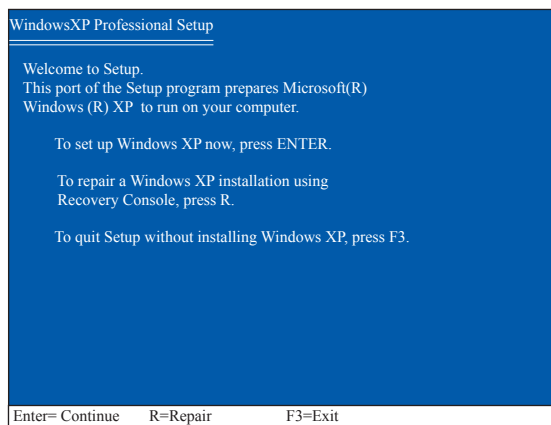 WindowsXP Professional Setup
Welcome to Setup.
This port of the Setup program prepares Microsoft(R)
Windows (R) XP to run on your computer.
To set up Windows XP now, press ENTER.
To repair a Windows XP installation using
Recovery Console, press R.
To quit Setup without installing Windows XP, press F3.
Enter= Continue R=Repair F3=Exit